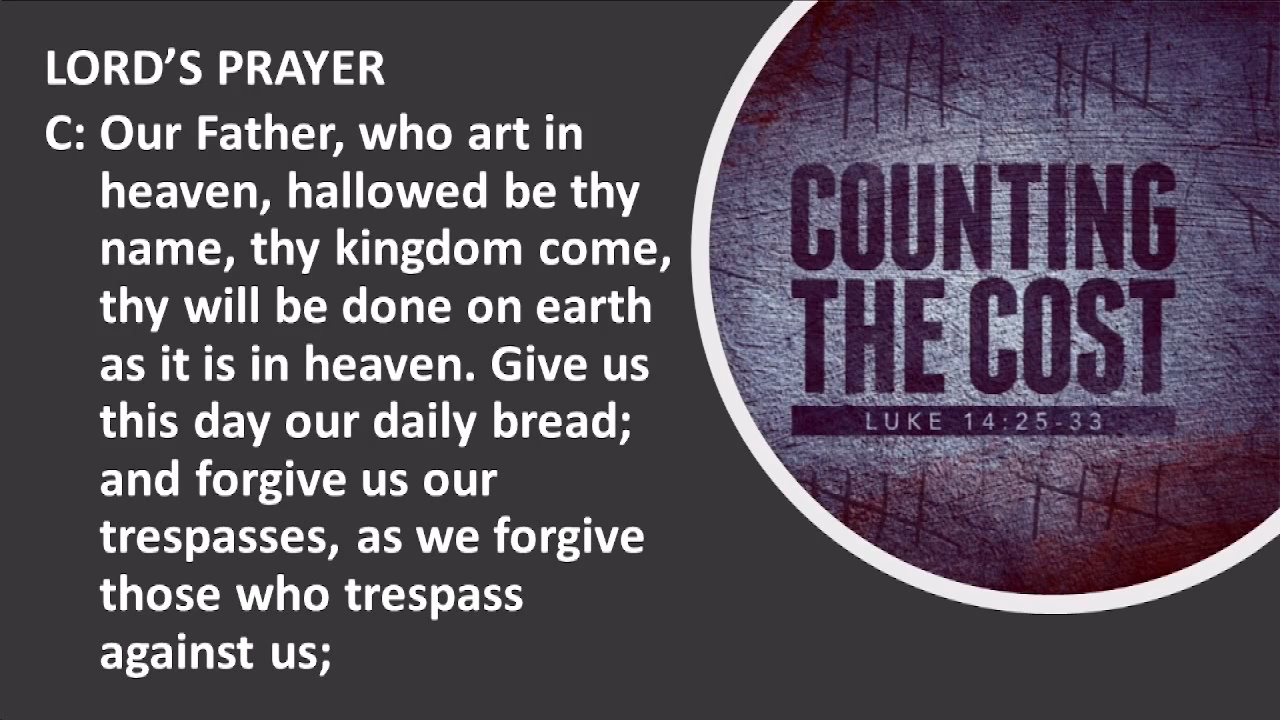 LORD'S PRAYER
C: Our Father, who art in
heaven, hallowed be thy
name, thy kingdom come,
thy will be done on earth
as it is in heaven. Give us
this day our daily bread;
and forgive us our
trespasses, as we forgive
those who trespass
against us;
COUNTING
THE COST
LUKE 14:25-33